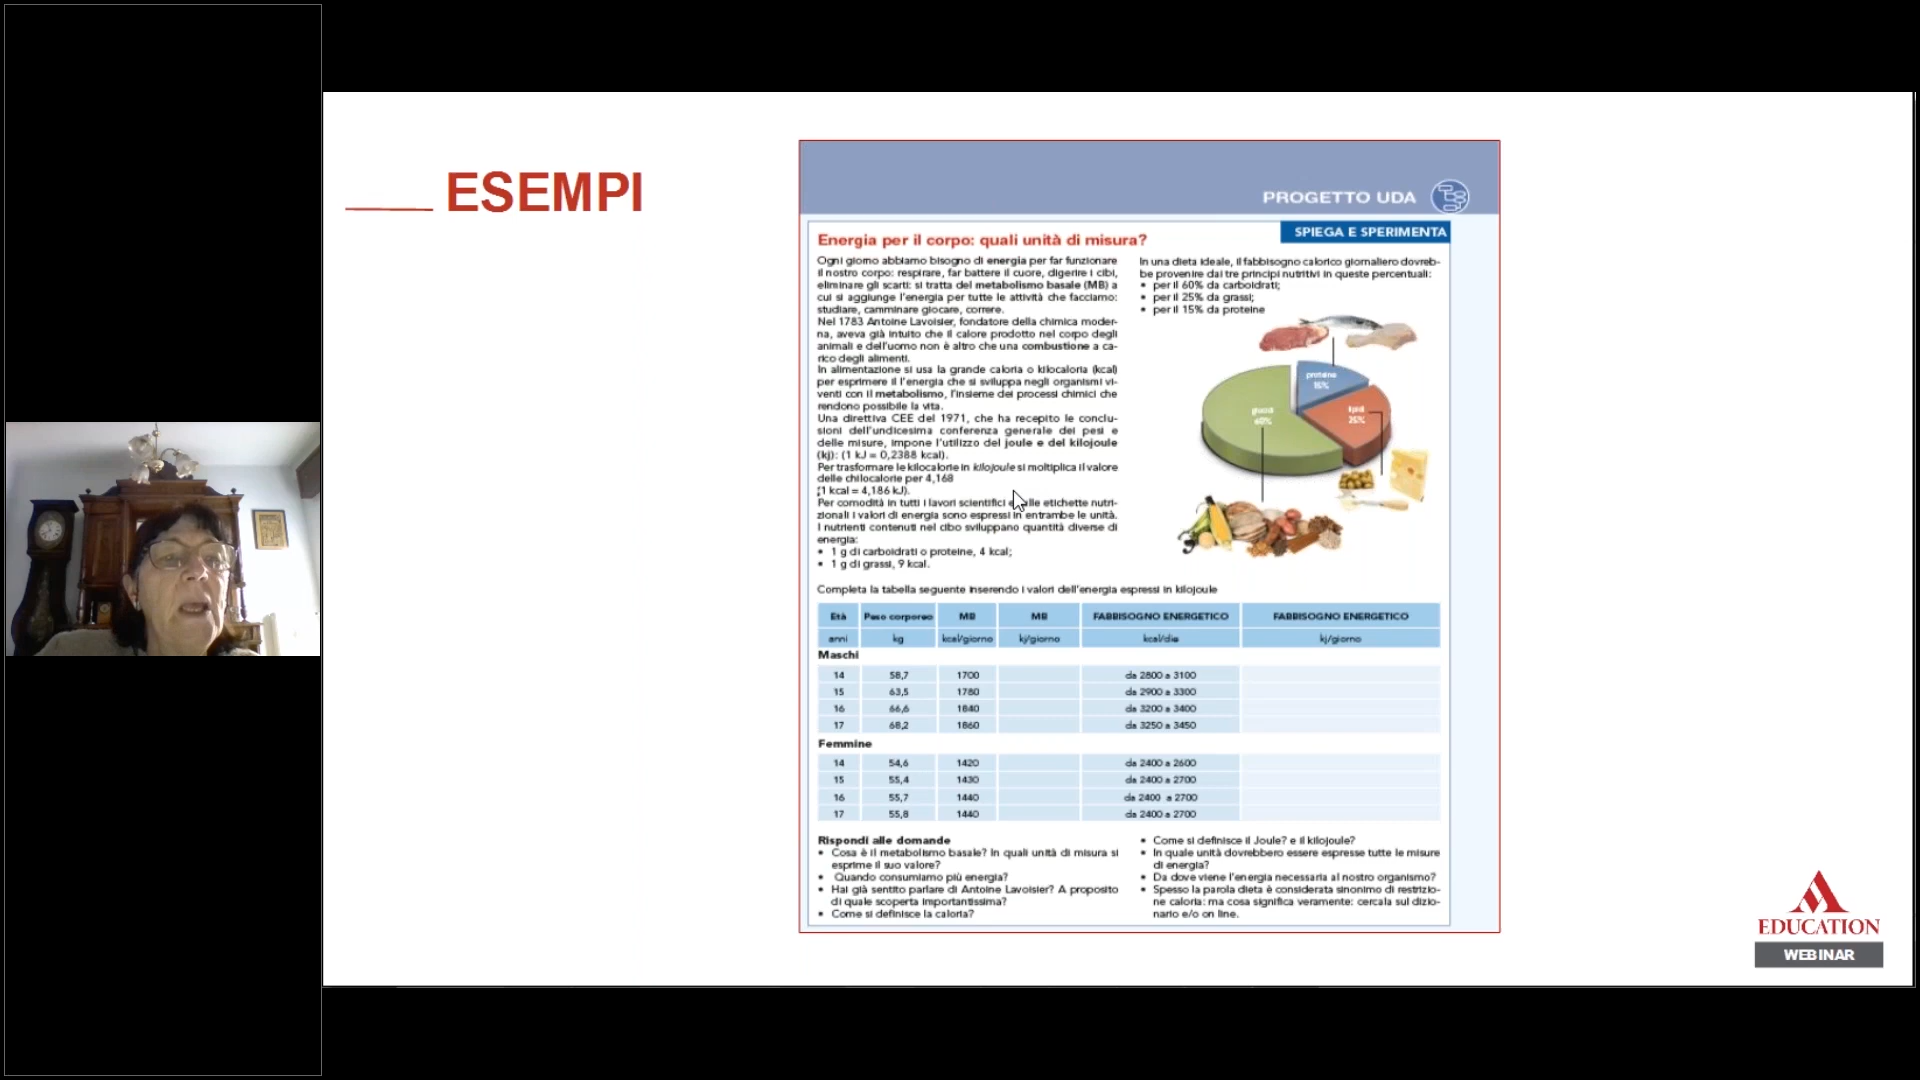 ESEMPI
PROGETTO UDA
SPIEGA E SPERIMENTA
Energia per il corpo: quali unità di misura?
Ogni giorno abbiamo bisogno di energia per far funzionare
il nostro corpo: respirare, far battere il cuore, digerire i cibi,
eliminare gli scarti: si tratta del metabolismo basale (MB) a
cui si aggiunge l'energia per tutte le attività che facciamo:
studiare, camminare giocare, correre.
Nel 1783 Antoine Lavoisier, fondatore della chimica moder-
na, aveva già intuito che il calore prodotto nel corpo degli
animali e dell'uomo non è altro che una combustione a ca-
rico degli alimenti.
In alimentazione si usa la grande caloria o kilocaloria (kcal)
per esprimere il l'energia che si sviluppa negli organismi vi-
venti con il metabolismo, l'insieme dei processi chimici che
rendono possibile la vita.
Una direttiva CEE del 1971, che ha recepito le conclu-
sioni dell'undicesima conferenza generale dei pesi e
delle misure, impone l'utilizzo del joule e del kilojoule
(kj): (1 kJ = 0,2388 kcal).
Per trasformare le kilocalorie in kilojoule si moltiplica il valore
delle chilocalorie per 4,168
(1 kcal = 4,186 kJ).
Per comodità in tutti i lavori scientifici e sulle etichette nutri-
zionali i valori di energia sono espressi in entrambe le unità.
I nutrienti contenuti nel cibo sviluppano quantità diverse di
energia:
• 1 g di carboidrati o proteine, 4 kcal;
• 1 g di grassi, 9 kcal.
In una dieta ideale, il fabbisogno calorico giornaliero dovreb-
be provenire dai tre principi nutritivi in queste percentuali:
• per il 60% da carboidrati;
• per il 25% da grassi;
• per il 15% da proteine
proteine
15%
glucidi
60%
lipidi
25%
Completa la tabella seguente inserendo i valori dell'energia espressi in kilojoule
Età Peso corporeo MB MB FABBISOGNO ENERGETICO FABBISOGNO ENERGETICO
anni kg kcal/giorno kj/giorno kcal/die kj/giorno
Maschi
14 58,7 1700 da 2800 a 3100
15 63,5 1780 da 2900 a 3300
16 66,6 1840 da 3200 a 3400
17 68,2 1860 da 3250 a 3450
Femmine
14 54,6 1420 da 2400 a 2600
15 55,4 1430 da 2400 a 2700
16 55,7 1440 da 2400 a 2700
17 55,8 1440 da 2400 a 2700
Rispondi alle domande
• Cosa è il metabolismo basale? In quali unità di misura si
esprime il suo valore?
• Quando consumiamo più energia?
• Hai già sentito parlare di Antoine Lavoisier? A proposito
di quale scoperta importantissima?
• Come si definisce la caloria?
• Come si definisce il Joule? e il kilojoule?
• In quale unità dovrebbero essere espresse tutte le misure
di energia?
• Da dove viene l'energia necessaria al nostro organismo?
• Spesso la parola dieta è considerata sinonimo di restrizio-
ne caloria: ma cosa significa veramente: cercala sul dizio-
nario e/o on line.
EDUCATION
WEBINAR